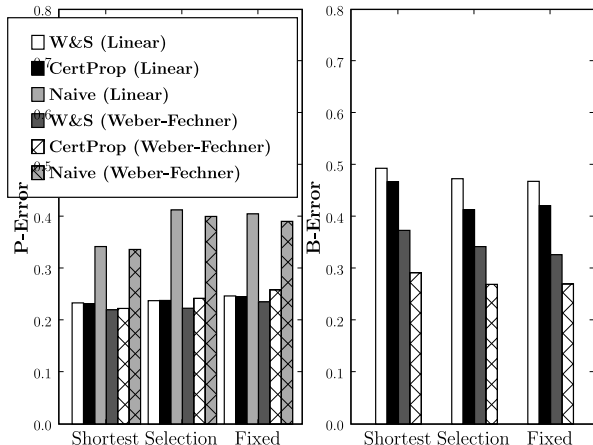 0.8
W&S (Linear)
0.7
CertProp (Linear)
Naive (Linear)
W&S (Weber-Fechner)
CertProp (Weber-Fechner)
0.5
Naive (Weber-Fechner)
0.4
0.3
0.2
0.1
0.0
P-Error
Shortest Selection Fixed
0.8
0.7
0.6
0.5
0.4
0.3
0.2
0.1
0.0
B-Error
Shortest Selection Fixed